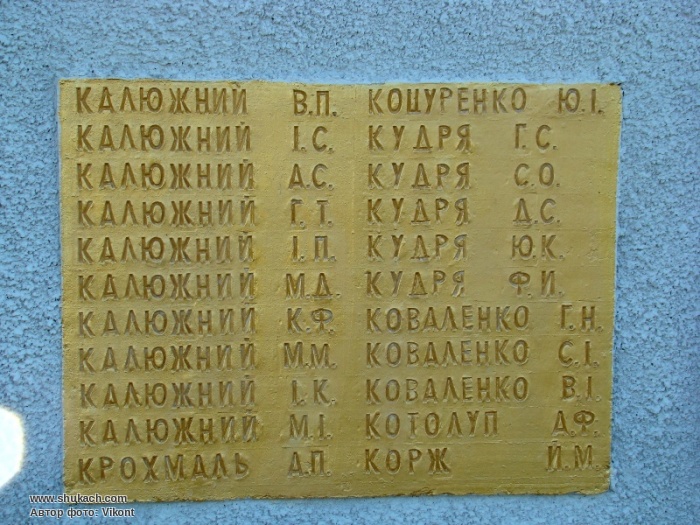 КАЛЮЖНИЙ В.П.
КАЛЮЖНИЙ І.С.
КАЛЮЖНИЙ А.С.
КАЛЮЖНИЙ Г.Т.
КАЛЮЖНИЙ І.П.
КАЛЮЖНИЙ М.Д.
КАЛЮЖНИЙ К.Ф.
КАЛЮЖНИЙ М.М.
КАЛЮЖНИЙ І.К.
КАЛЮЖНИЙ М.І.
КРОХМАЛЬ А.П.
КОЦУРЕНКО Ю.І.
КУДРЯ Г.С.
КУДРЯ С.О.
КУДРЯ Д.С.
КУДРЯ Ю.К.
КУДРЯ Ф.И.
КОВАЛЕНКО Г.Н.
КОВАЛЕНКО С.І.
КОВАЛЕНКО В.І.
КОТОЛУП А.Ф.
КОРЖ Й.М.
www.shukach.com
Автор фото: Vikont